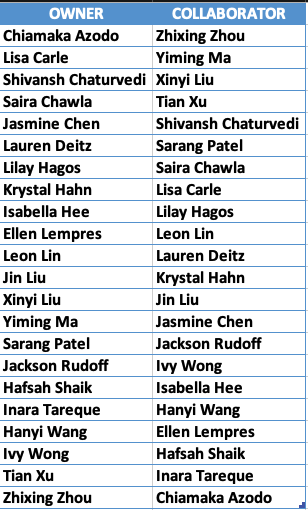 OWNER COLLABORATOR
Chiamaka Azodo Zhixing Zhou
Lisa Carle Yiming Ma
Shivansh Chaturvedi Xinyi Liu
Saira Chawla Tian Xu
Jasmine Chen Shivansh Chaturvedi
Lauren Deitz Sarang Patel
Lilay Hagos Saira Chawla
Krystal Hahn Lisa Carle
Isabella Hee Lilay Hagos
Ellen Lempres Leon Lin
Leon Lin Lauren Deitz
Jin Liu Krystal Hahn
Xinyi Liu Jin Liu
Yiming Ma Jasmine Chen
Sarang Patel Jackson Rudoff
Jackson Rudoff Ivy Wong
Hafsah Shaik Isabella Hee
Inara Tareque Hanyi Wang
Hanyi Wang Ellen Lempres
Ivy Wong Hafsah Shaik
Tian Xu Inara Tareque
Zhixing Zhou Chiamaka Azodo